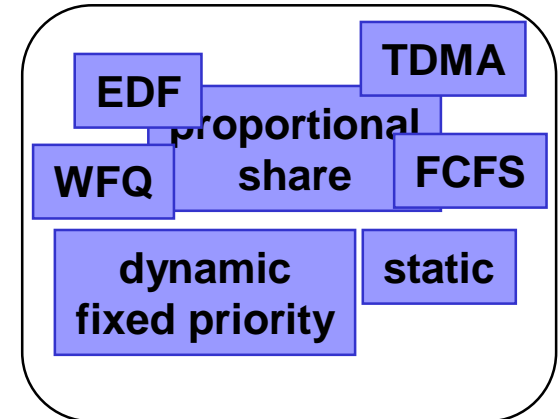 TDMA
EDF
proportional
share
WFQ
FCFS
dynamic
fixed priority
static